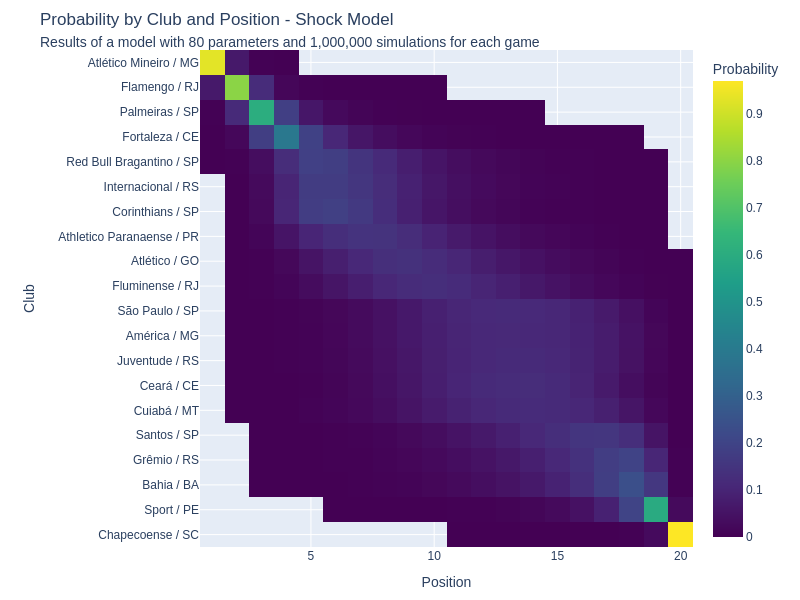 Probability by Club and Position - Shock Model
Results of a model with 80 parameters and 1,000,000 simulations for each game
Probability
Club
Atlético Mineiro / MG
Flamengo / RJ
Palmeiras / SP
Fortaleza / CE
Red Bull Bragantino / SP
Internacional / RS
Corinthians / SP
Athletico Paranaense / PR
Atlético / GO
Fluminense / RJ
São Paulo / SP
América / MG
Juventude / RS
Ceará / CE
Cuiabá / MT
Santos / SP
Grêmio / RS
Bahia / BA
Sport / PE
Chapecoense / SC
0.9
0.8
0.7
0.6
0.5
0.4
0.3
0.2
0.1
0
5
10
15
20
Position